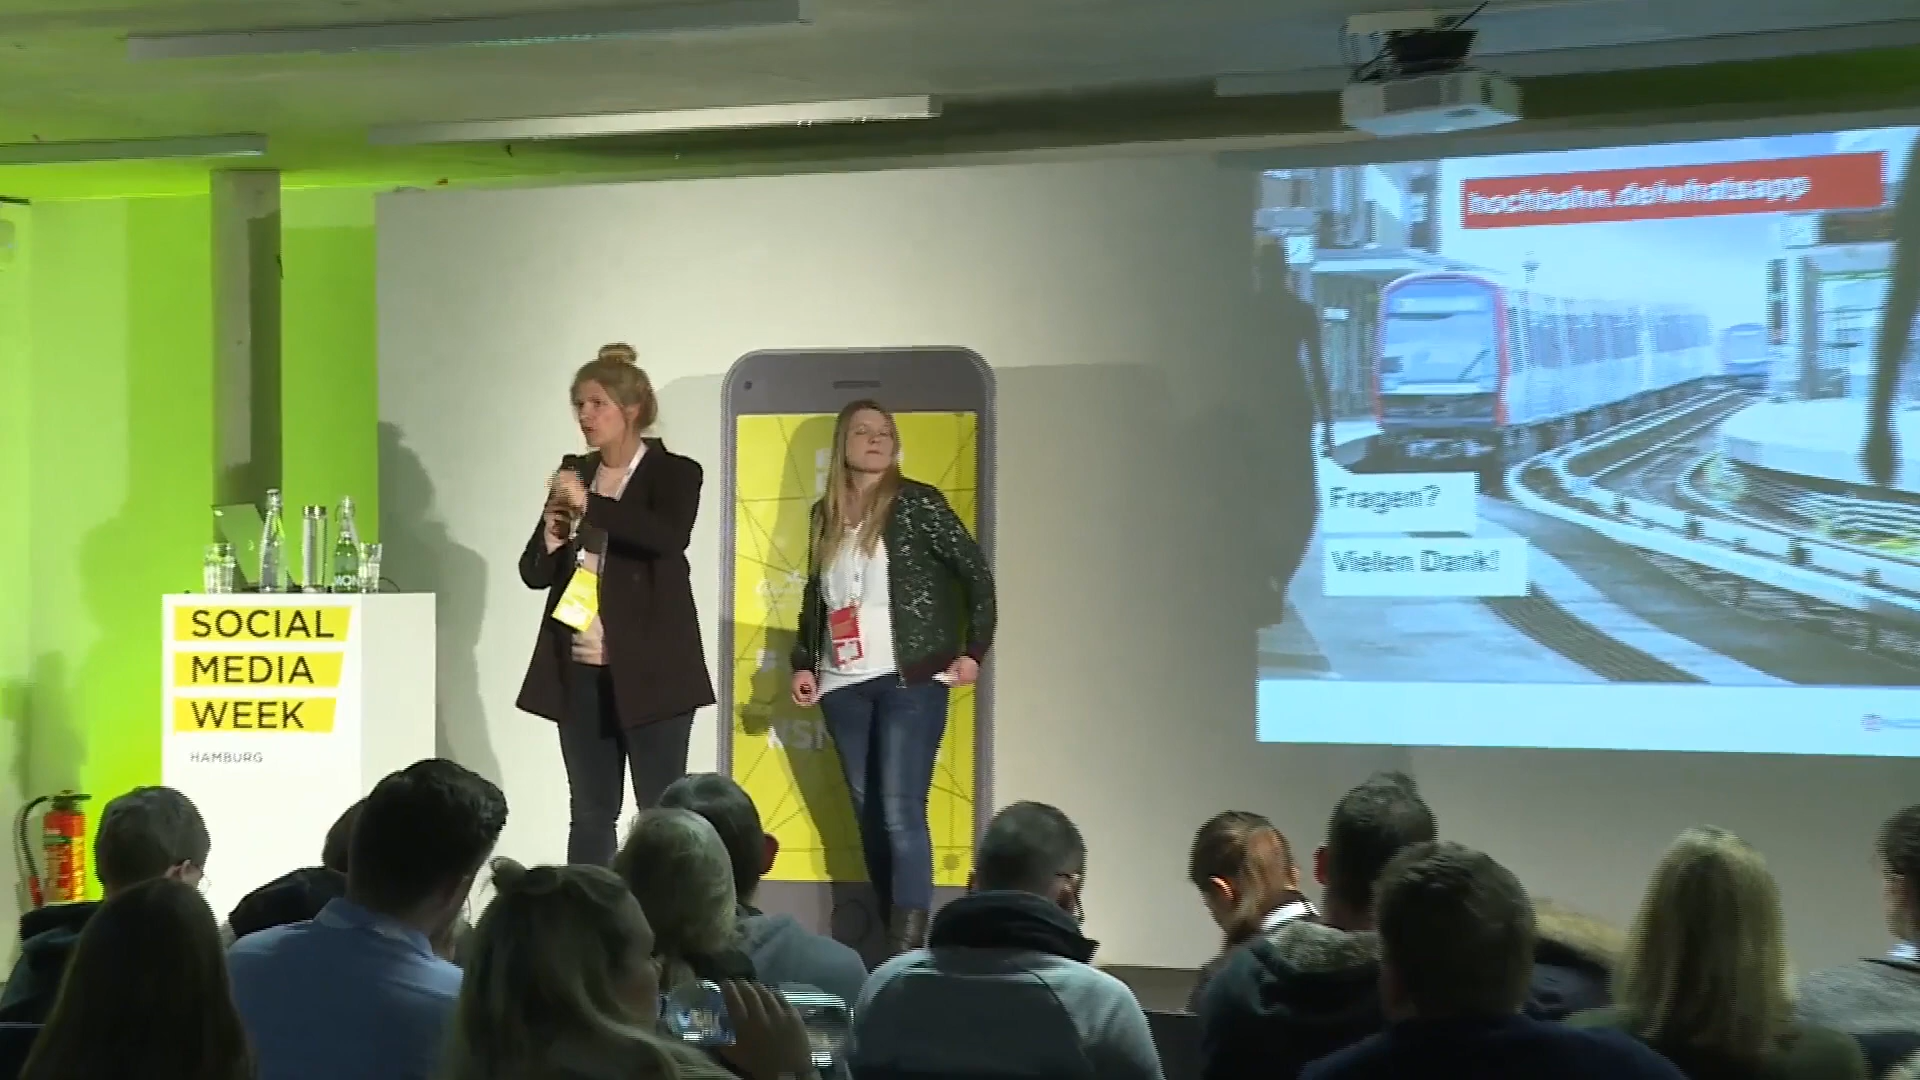 hochbahn.de/whatsapp
Fragen?
Vielen Dank!
SOCIAL
MEDIA
WEEK
HAMBURG